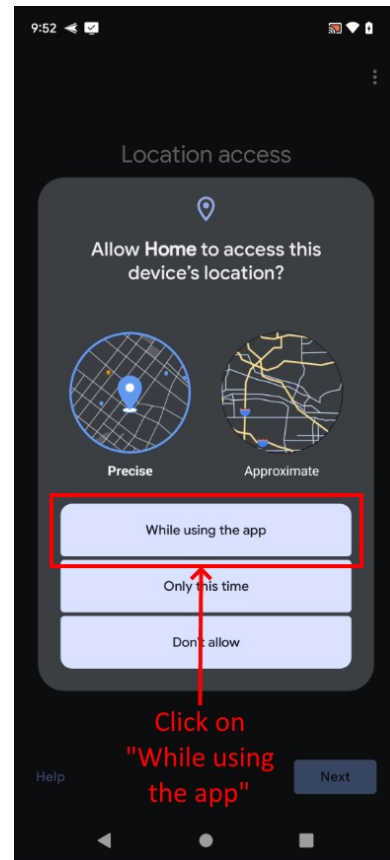 9:52
Location access
Allow Home to access this
device's location?
Precise
Approximate
While using the app
Only this time
Don't allow
Click on
"While using
the app"
Help
Next